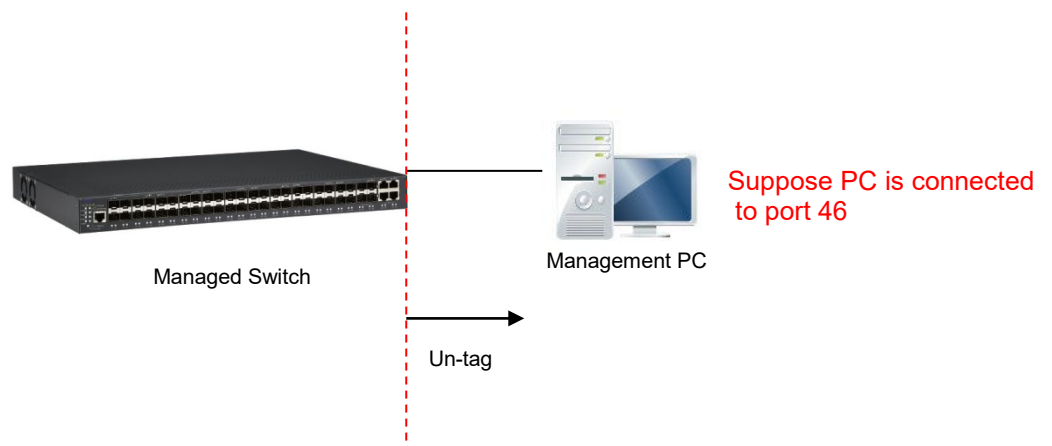 Suppose PC is connected
to port 46
Management PC
Managed Switch
Un-tag